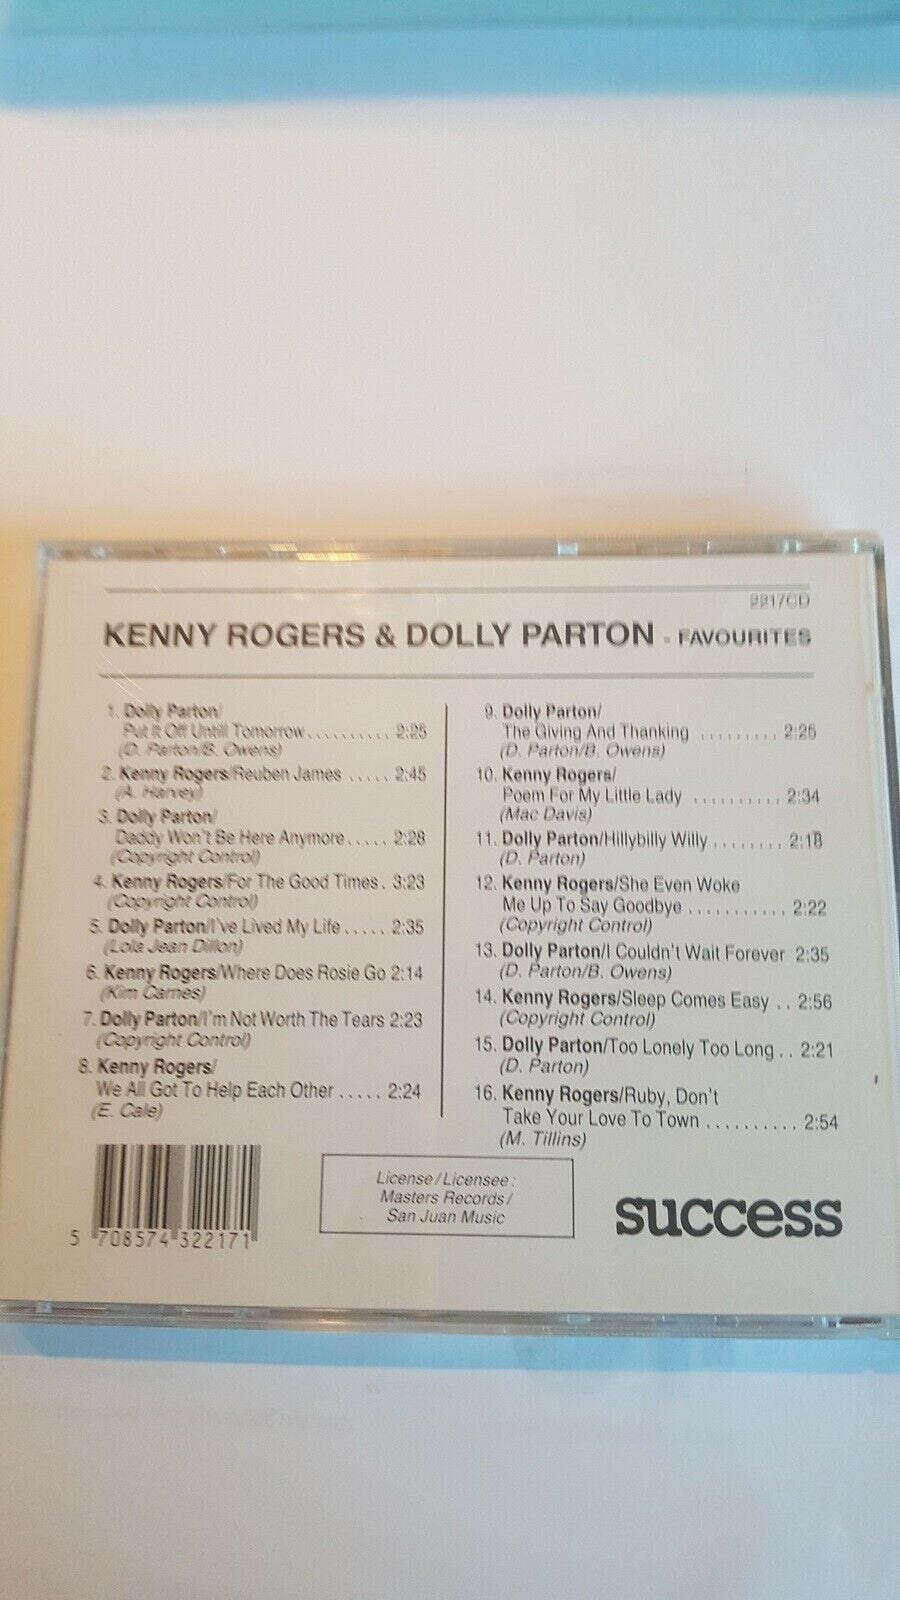 2217CD
KENNY ROGERS & DOLLY PARTON - FAVOURITES
1. Dolly Parton/
Put It Off Untill Tomorrow.......... 2:25
(D. Parton/B. Owens)
2. Kenny Rogers/Reuben James ..... 2:45
(A. Harvey)
3. Dolly Parton/
Daddy Won't Be Here Anymore..... 2:28
(Copyright Control)
4. Kenny Rogers/For The Good Times . 3:23
(Copyright Control)
5. Dolly Parton/I've Lived My Life..... 2:35
(Lola Jean Dillon)
6. Kenny Rogers/Where Does Rosie Go 2:14
(Kim Carnes)
7. Dolly Parton/I'm Not Worth The Tears 2:23
(Copyright Control)
8. Kenny Rogers/
We All Got To Help Each Other ..... 2:24
(E. Cale)
9. Dolly Parton/
The Giving And Thanking ......... 2:25
(D. Parton/B. Owens)
10. Kenny Rogers/
Poem For My Little Lady .......... 2:34
(Mac Davis)
11. Dolly Parton/Hillybilly Willy ........ 2:18
(D. Parton)
12. Kenny Rogers/She Even Woke
Me Up To Say Goodbye ........... 2:22
(Copyright Control)
13. Dolly Parton/I Couldn't Wait Forever 2:35
(D. Parton/B. Owens)
14. Kenny Rogers/Sleep Comes Easy .. 2:56
(Copyright Control)
15. Dolly Parton/Too Lonely Too Long.. 2:21
(D. Parton)
16. Kenny Rogers/Ruby, Don't
Take Your Love To Town .......... 2:54
(M. Tillins)
5 708574 322171
License/Licensee:
Masters Records/
San Juan Music
success